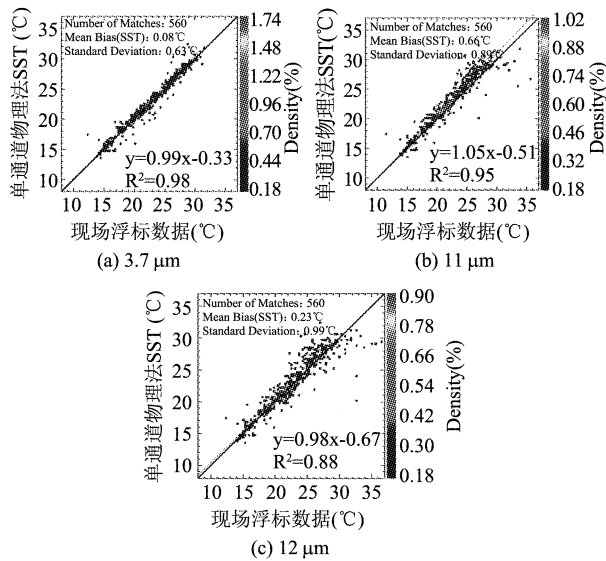 Number of Matches: 560
Mean Bias(SST): 0.08℃
Standard Deviation: 0.63℃
35
30
25
20
15
10
单通道物理法SST(℃)
y=0.99x-0.33
R²=0.98
10 15 20 25 30 35
现场浮标数据(℃)
1.74
1.48
1.22
0.96
0.70
0.44
0.18
Density(%)
(a) 3.7 μm
Number of Matches: 560
Mean Bias(SST): 0.66℃
Standard Deviation: 0.89℃
35
30
25
20
15
10
单通道物理法SST(℃)
y=1.05x-0.51
R²=0.95
10 15 20 25 30 35
现场浮标数据(℃)
1.02
0.88
0.74
0.60
0.46
0.32
0.18
Density(%)
(b) 11 μm
Number of Matches: 560
Mean Bias(SST): 0.23℃
Standard Deviation: 0.99℃
35
30
25
20
15
10
单通道物理法SST(℃)
y=0.98x-0.67
R²=0.88
10 15 20 25 30 35
现场浮标数据(℃)
0.90
0.78
0.66
0.54
0.42
0.30
0.18
Density(%)
(c) 12 μm